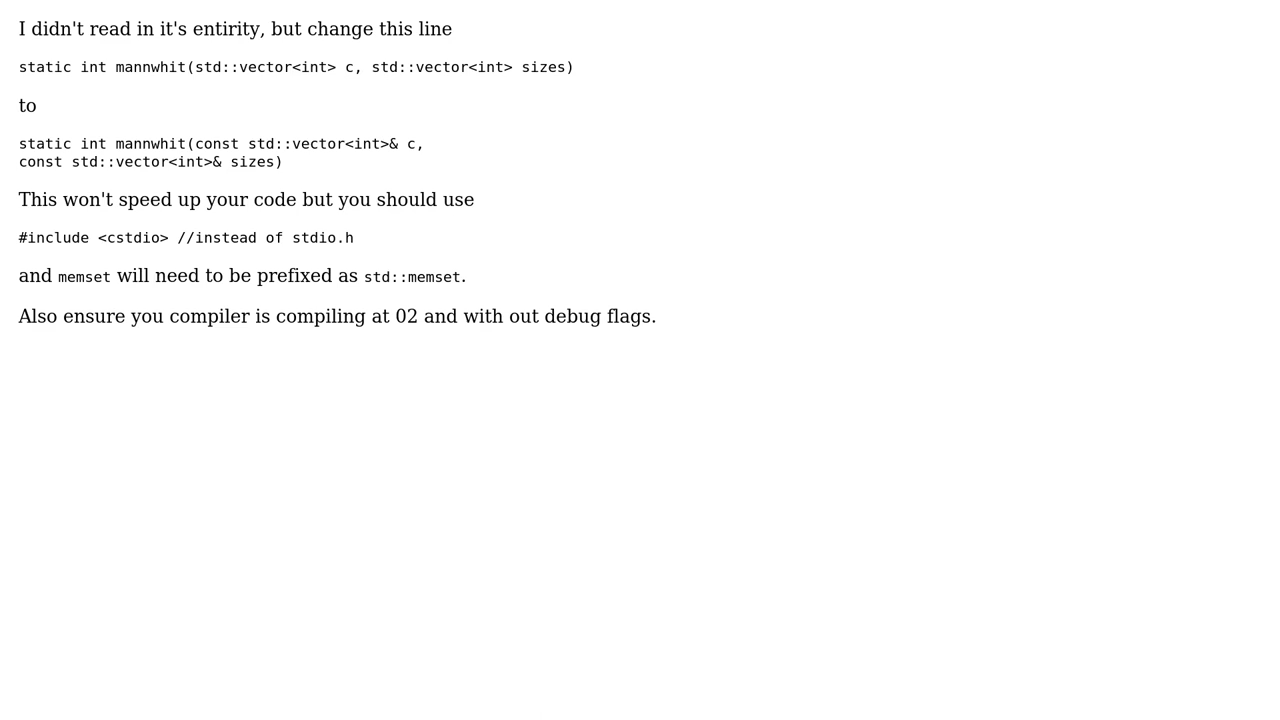 I didn't read in it's entirity, but change this line
static int mannwhit(std::vector<int> c, std::vector<int> sizes)
to
static int mannwhit(const std::vector<int>& c,
const std::vector<int>& sizes)
This won't speed up your code but you should use
#include <cstdio> //instead of stdio.h
and memset will need to be prefixed as std::memset.
Also ensure you compiler is compiling at 02 and with out debug flags.